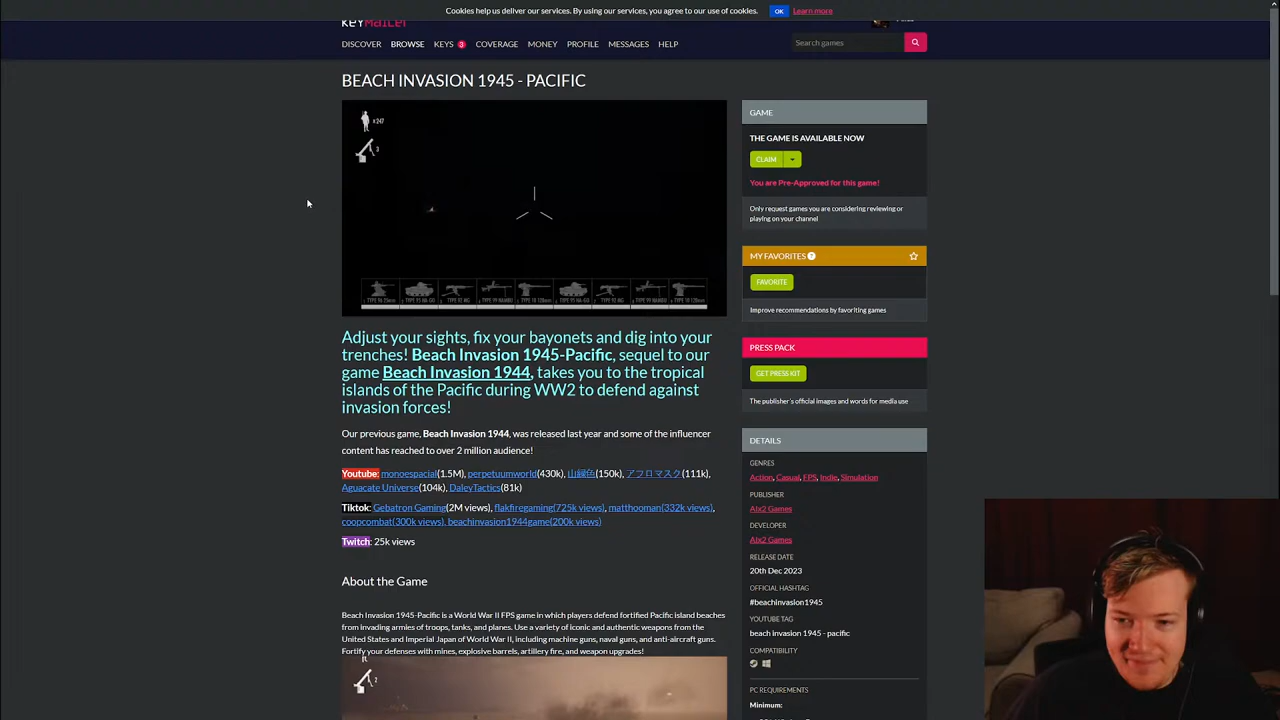 Cookies help us deliver our services. By using our services, you agree to our use of cookies. OK Learn more
KEYMAILER
DISCOVER BROWSE KEYS 3 COVERAGE MONEY PROFILE MESSAGES HELP
Search games
BEACH INVASION 1945 - PACIFIC
x247
3
Adjust your sights, fix your bayonets and dig into your
trenches! Beach Invasion 1945-Pacific, sequel to our
game Beach Invasion 1944, takes you to the tropical
islands of the Pacific during WW2 to defend against
invasion forces!
Our previous game, Beach Invasion 1944, was released last year and some of the influencer
content has reached to over 2 million audience!
Youtube: monoespacial(1.5M), perpetuumworld(430k), 山緑色(150k), アフロマスク(111k),
Aguacate Universe(104k), DaleyTactics(81k)
Tiktok: Gebatron Gaming(2M views), flakfiregaming(725k views), matthooman(332k views),
coopcombat(300k views), beachinvasion1944game(200k views)
Twitch: 25k views
About the Game
Beach Invasion 1945-Pacific is a World War II FPS game in which players defend fortified Pacific island beaches
from invading armies of troops, tanks, and planes. Use a variety of iconic and authentic weapons from the
United States and Imperial Japan of World War II, including machine guns, naval guns, and anti-aircraft guns.
Fortify your defenses with mines, explosive barrels, artillery fire, and weapon upgrades!
2
GAME
THE GAME IS AVAILABLE NOW
CLAIM
You are Pre-Approved for this game!
Only request games you are considering reviewing or
playing on your channel
MY FAVORITES ?
FAVORITE
Improve recommendations by favoriting games
PRESS PACK
GET PRESS KIT
The publisher's official images and words for media use
DETAILS
GENRES
Action, Casual, FPS, Indie, Simulation
PUBLISHER
Abx2 Games
DEVELOPER
Abx2 Games
RELEASE DATE
20th Dec 2023
OFFICIAL HASHTAG
#beachinvasion1945
YOUTUBE TAG
beach invasion 1945 - pacific
COMPATIBILITY
PC REQUIREMENTS
Minimum: